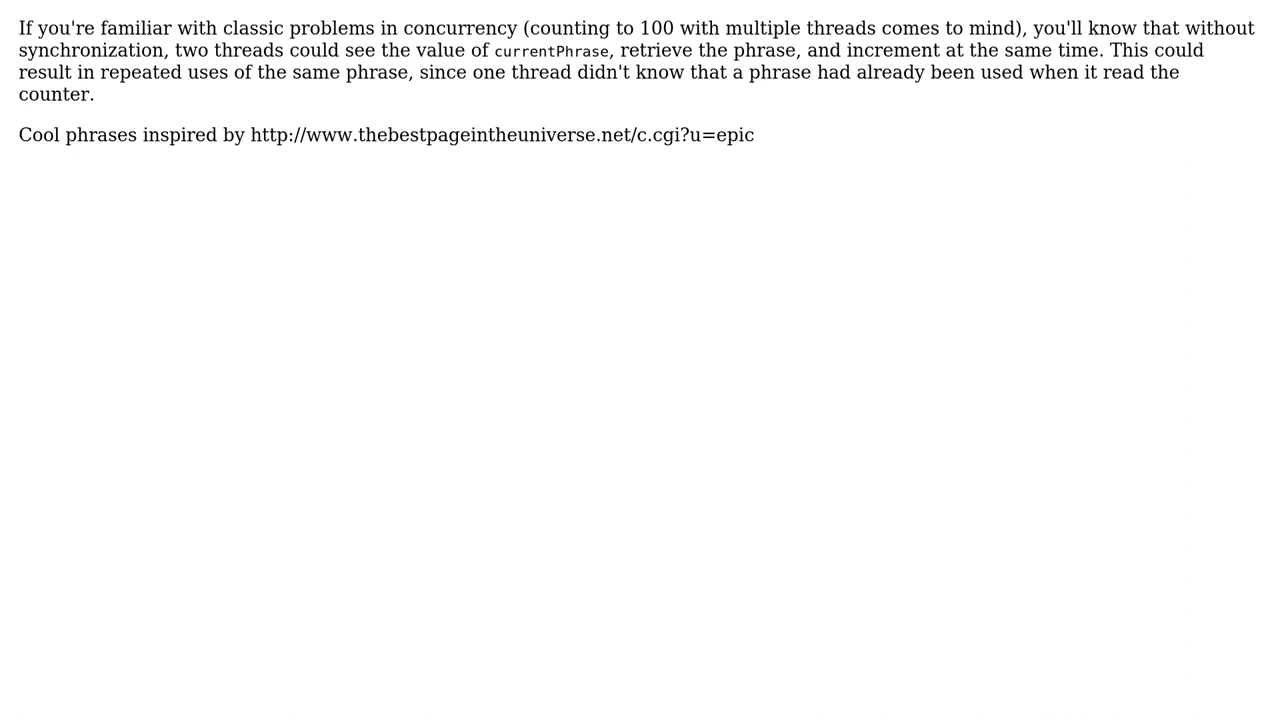 If you're familiar with classic problems in concurrency (counting to 100 with multiple threads comes to mind), you'll know that without
synchronization, two threads could see the value of currentPhrase, retrieve the phrase, and increment at the same time. This could
result in repeated uses of the same phrase, since one thread didn't know that a phrase had already been used when it read the
counter.
Cool phrases inspired by http://www.thebestpageintheuniverse.net/c.cgi?u=epic